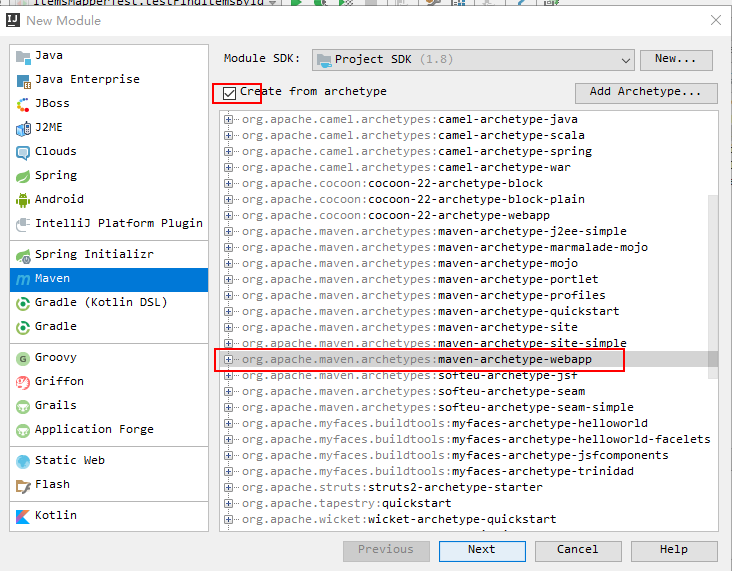 ItemsMapperTest.testFindItemsById
New Module
Java
Java Enterprise
JBoss
J2ME
Clouds
Spring
Android
IntelliJ Platform Plugin
Spring Initializr
Maven
Gradle (Kotlin DSL)
Gradle
Groovy
Griffon
Grails
Application Forge
Static Web
Flash
Kotlin
Module SDK:
Project SDK (1.8)
New...
Create from archetype
Add Archetype...
org.apache.camel.archetypes:camel-archetype-java
org.apache.camel.archetypes:camel-archetype-scala
org.apache.camel.archetypes:camel-archetype-spring
org.apache.camel.archetypes:camel-archetype-war
org.apache.cocoon:cocoon-22-archetype-block
org.apache.cocoon:cocoon-22-archetype-block-plain
org.apache.cocoon:cocoon-22-archetype-webapp
org.apache.maven.archetypes:maven-archetype-j2ee-simple
org.apache.maven.archetypes:maven-archetype-marmalade-mojo
org.apache.maven.archetypes:maven-archetype-mojo
org.apache.maven.archetypes:maven-archetype-portlet
org.apache.maven.archetypes:maven-archetype-profiles
org.apache.maven.archetypes:maven-archetype-quickstart
org.apache.maven.archetypes:maven-archetype-site
org.apache.maven.archetypes:maven-archetype-site-simple
org.apache.maven.archetypes:maven-archetype-webapp
org.apache.maven.archetypes:softeu-archetype-jsf
org.apache.maven.archetypes:softeu-archetype-seam
org.apache.maven.archetypes:softeu-archetype-seam-simple
org.apache.myfaces.buildtools:myfaces-archetype-helloworld
org.apache.myfaces.buildtools:myfaces-archetype-helloworld-facelets
org.apache.myfaces.buildtools:myfaces-archetype-jsfcomponents
org.apache.myfaces.buildtools:myfaces-archetype-trinidad
org.apache.struts:struts2-archetype-starter
org.apache.tapestry:quickstart
org.apache.wicket:wicket-archetype-quickstart
Previous
Next
Cancel
Help